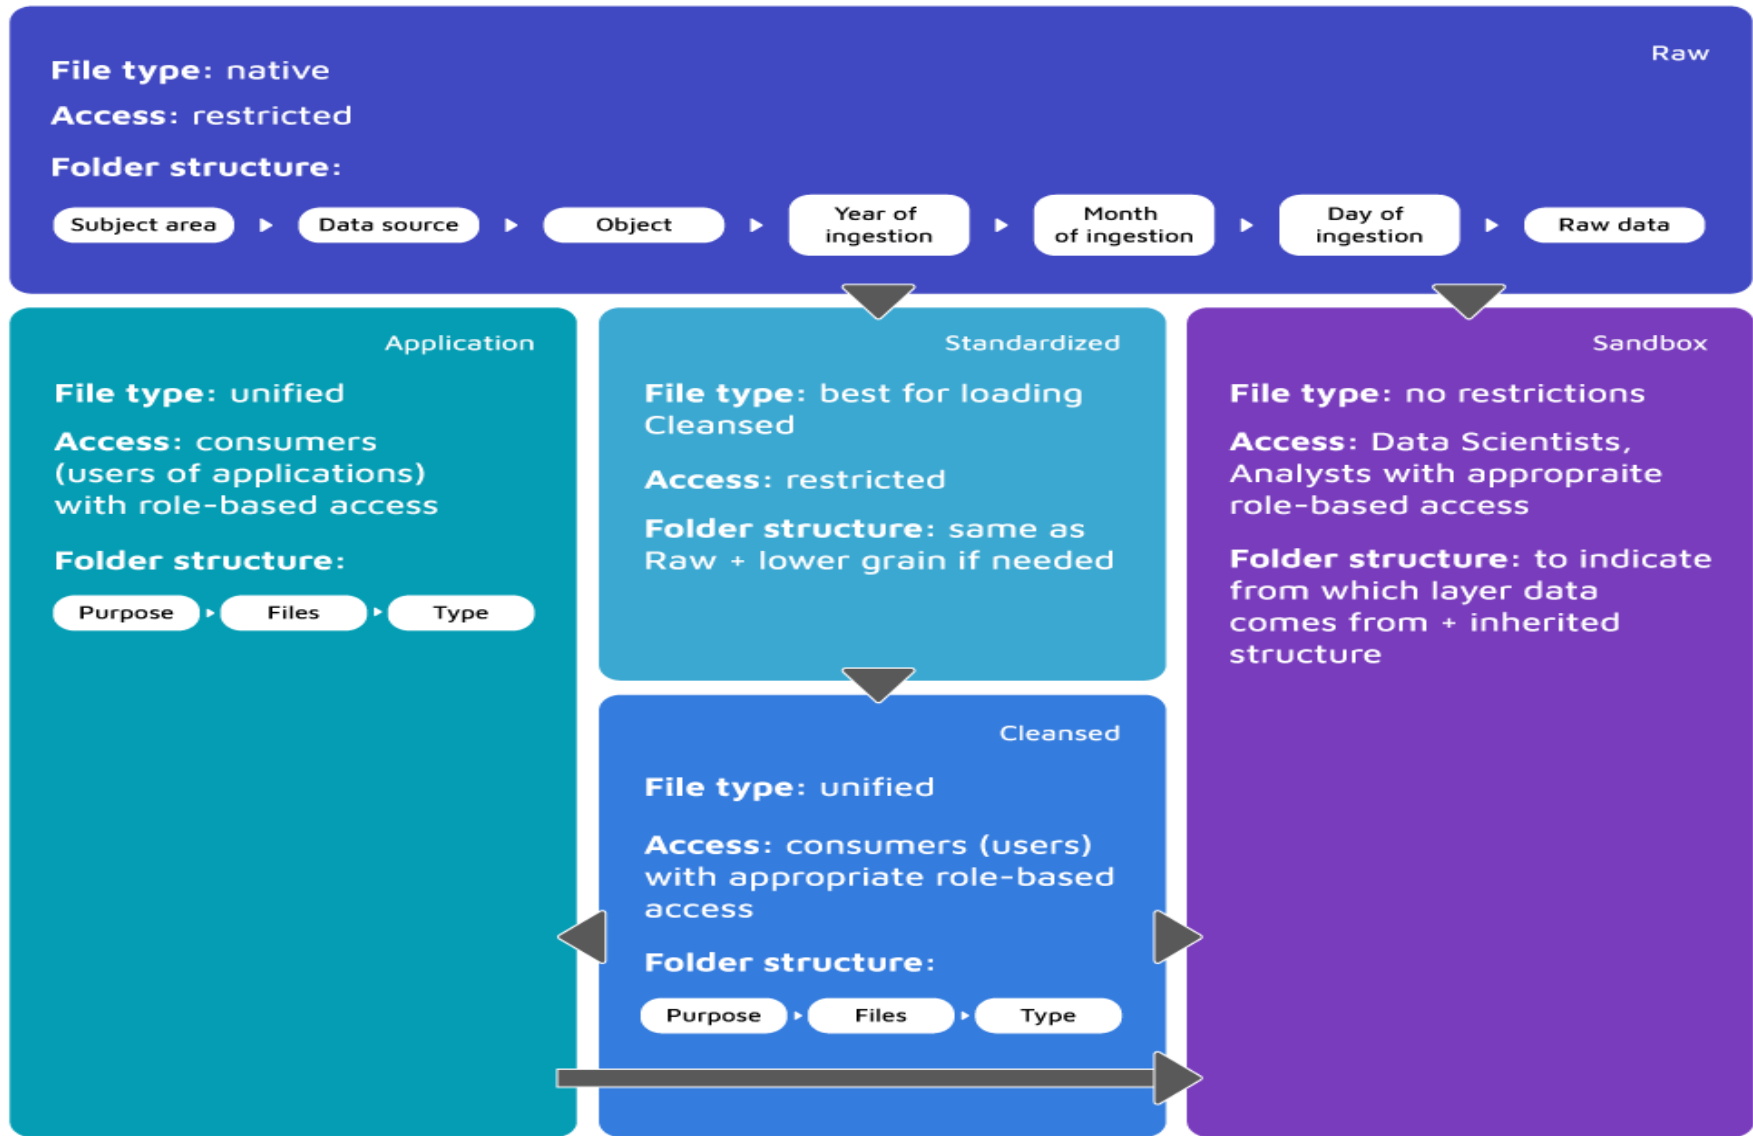 Raw
File type: native
Access: restricted
Folder structure:
Subject area
Data source
Object
Year of
ingestion
Month
of ingestion
Day of
ingestion
Raw data
Application
File type: unified
Access: consumers
(users of applications)
with role-based access
Folder structure:
Purpose
Files
Type
Standardized
File type: best for loading
Cleansed
Access: restricted
Folder structure: same as
Raw + lower grain if needed
Cleansed
File type: unified
Access: consumers (users)
with appropriate role-based
access
Folder structure:
Purpose
Files
Type
Sandbox
File type: no restrictions
Access: Data Scientists,
Analysts with appropraite
role-based access
Folder structure: to indicate
from which layer data
comes from + inherited
structure